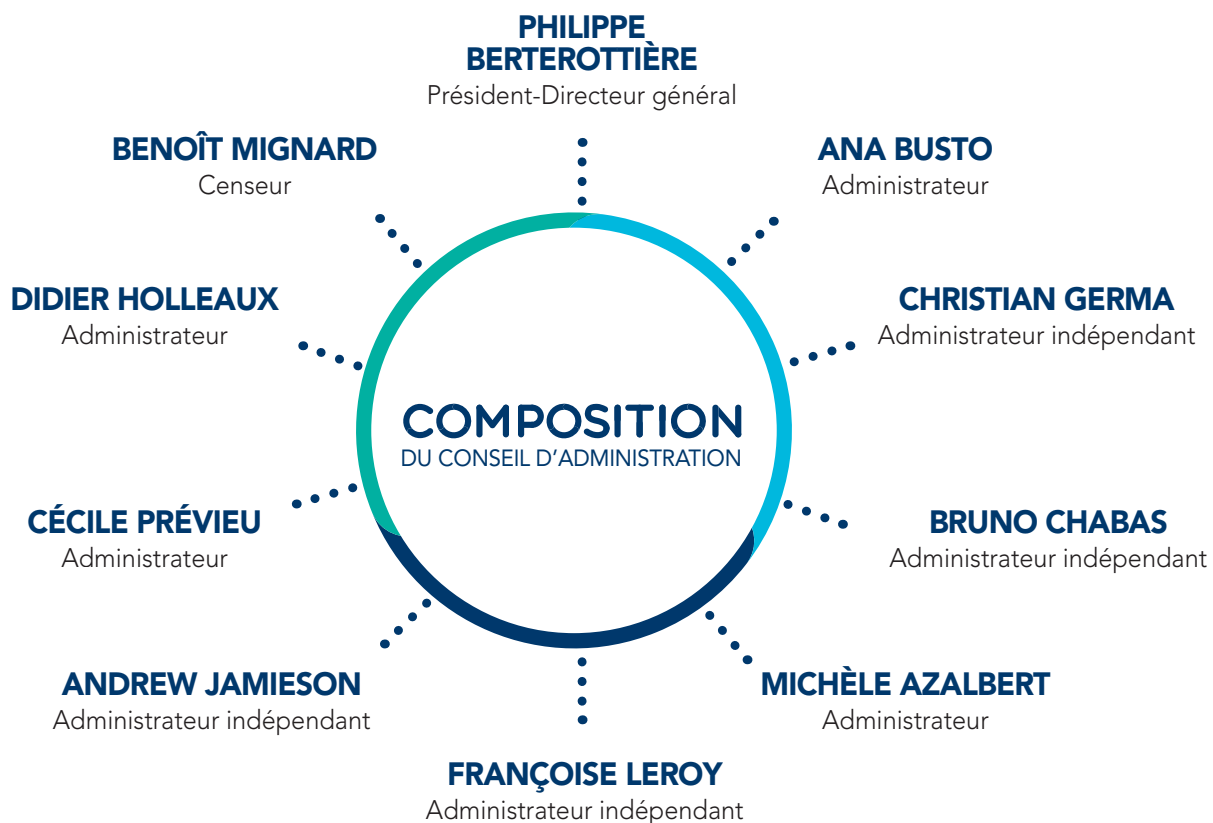 PHILIPPE
BERTEROTTIÈRE
Président-Directeur général
BENOÎT MIGNARD
Censeur
ANA BUSTO
Administrateur
DIDIER HOLLEAUX
Administrateur
CHRISTIAN GERMA
Administrateur indépendant
COMPOSITION
DU CONSEIL D’ADMINISTRATION
CÉCILE PRÉVIEU
Administrateur
BRUNO CHABAS
Administrateur indépendant
ANDREW JAMIESON
Administrateur indépendant
MICHÈLE AZALBERT
Administrateur
FRANÇOISE LEROY
Administrateur indépendant